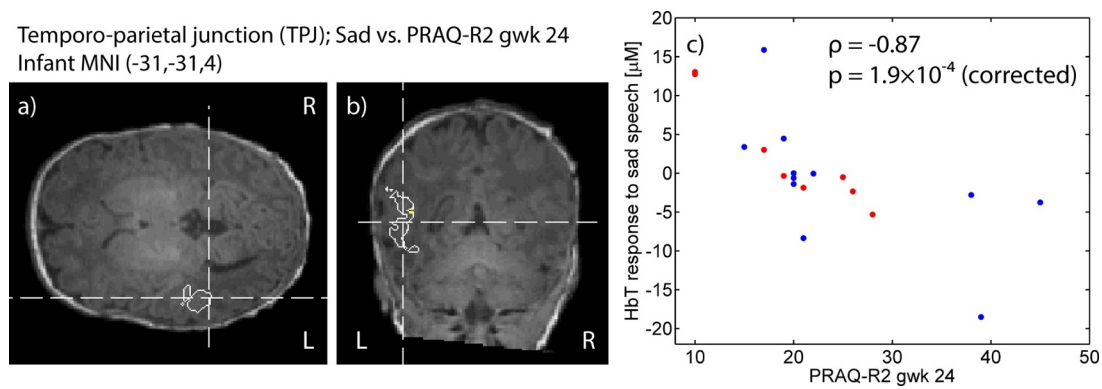 Temporo-parietal junction (TPJ); Sad vs. PRAQ-R2 gwk 24
Infant MNI (-31,-31,4)
a)
R
L
b)
L
R
c)
ρ = -0.87
p = 1.9×10⁻⁴ (corrected)
HbT response to sad speech [μM]
15
10
5
0
-5
-10
-15
-20
10
20
30
40
50
PRAQ-R2 gwk 24